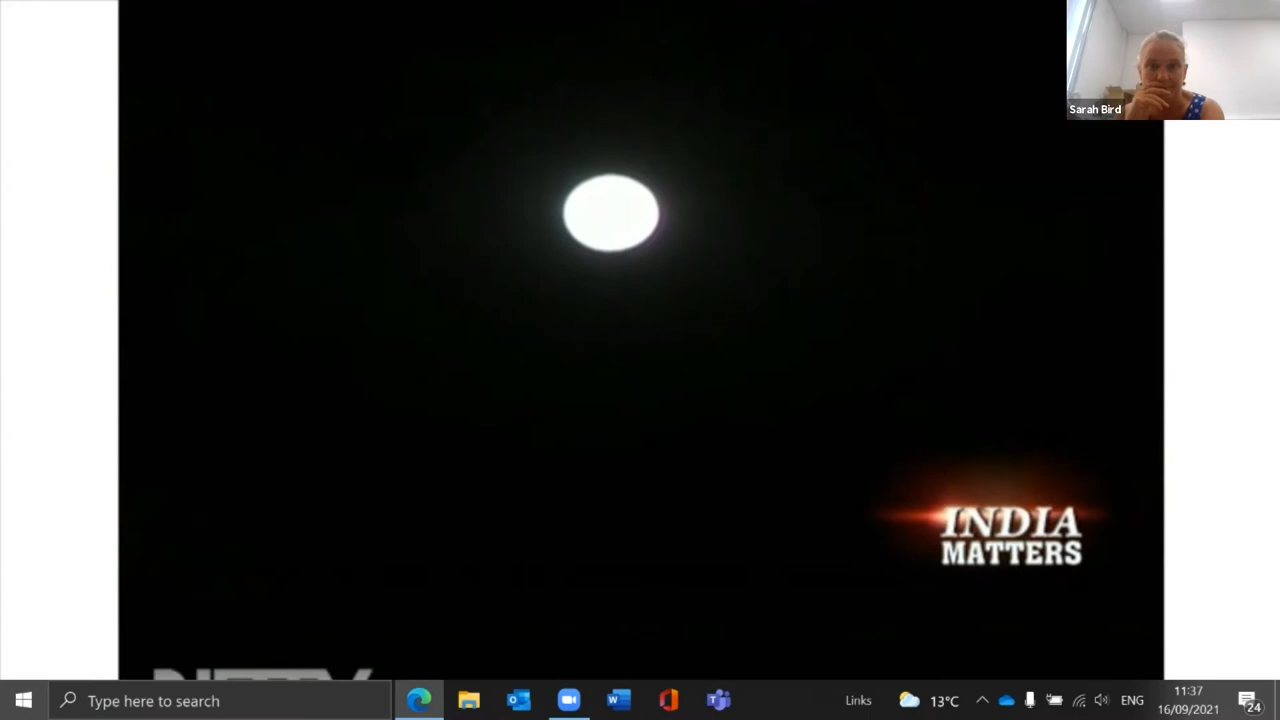 Sarah Bird
INDIA
MATTERS
Type here to search
Links
13°C
ENG
11:37
16/09/2021
24